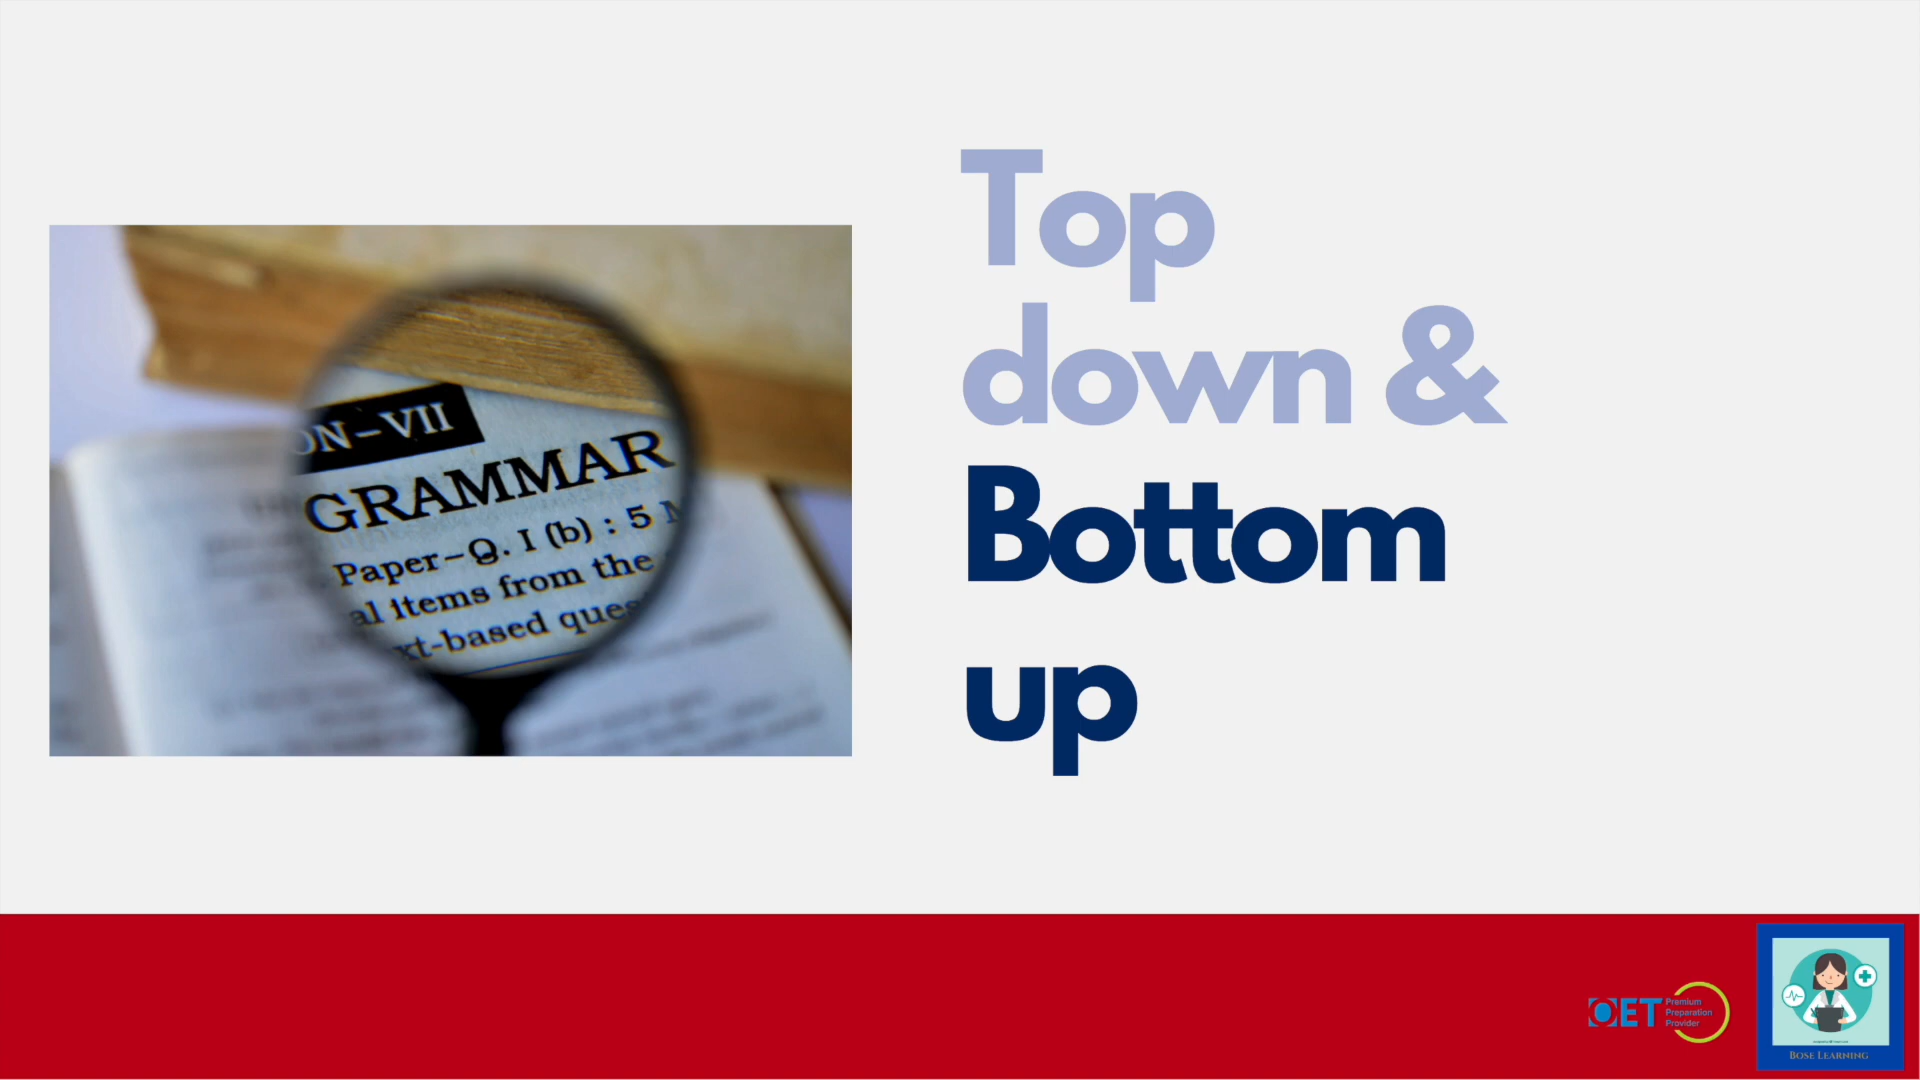 Top
down &
Bottom
up
ON-VII
GRAMMAR
Paper-Q. I (b) : 5
al items from the
xt-based ques
OET
Premium
Preparation
Provider
BOSE LEARNING